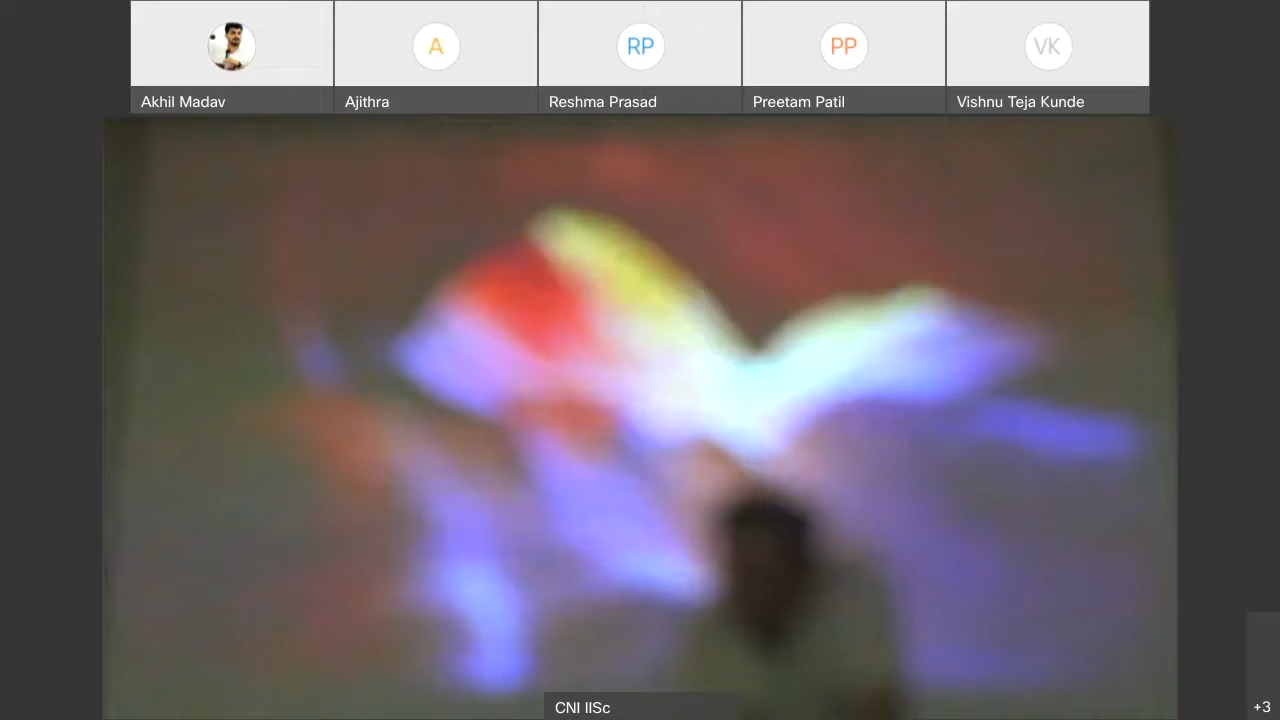 A
RP
PP
VK
Akhil Madav
Ajithra
Reshma Prasad
Preetam Patil
Vishnu Teja Kunde
CNI IISc
+3